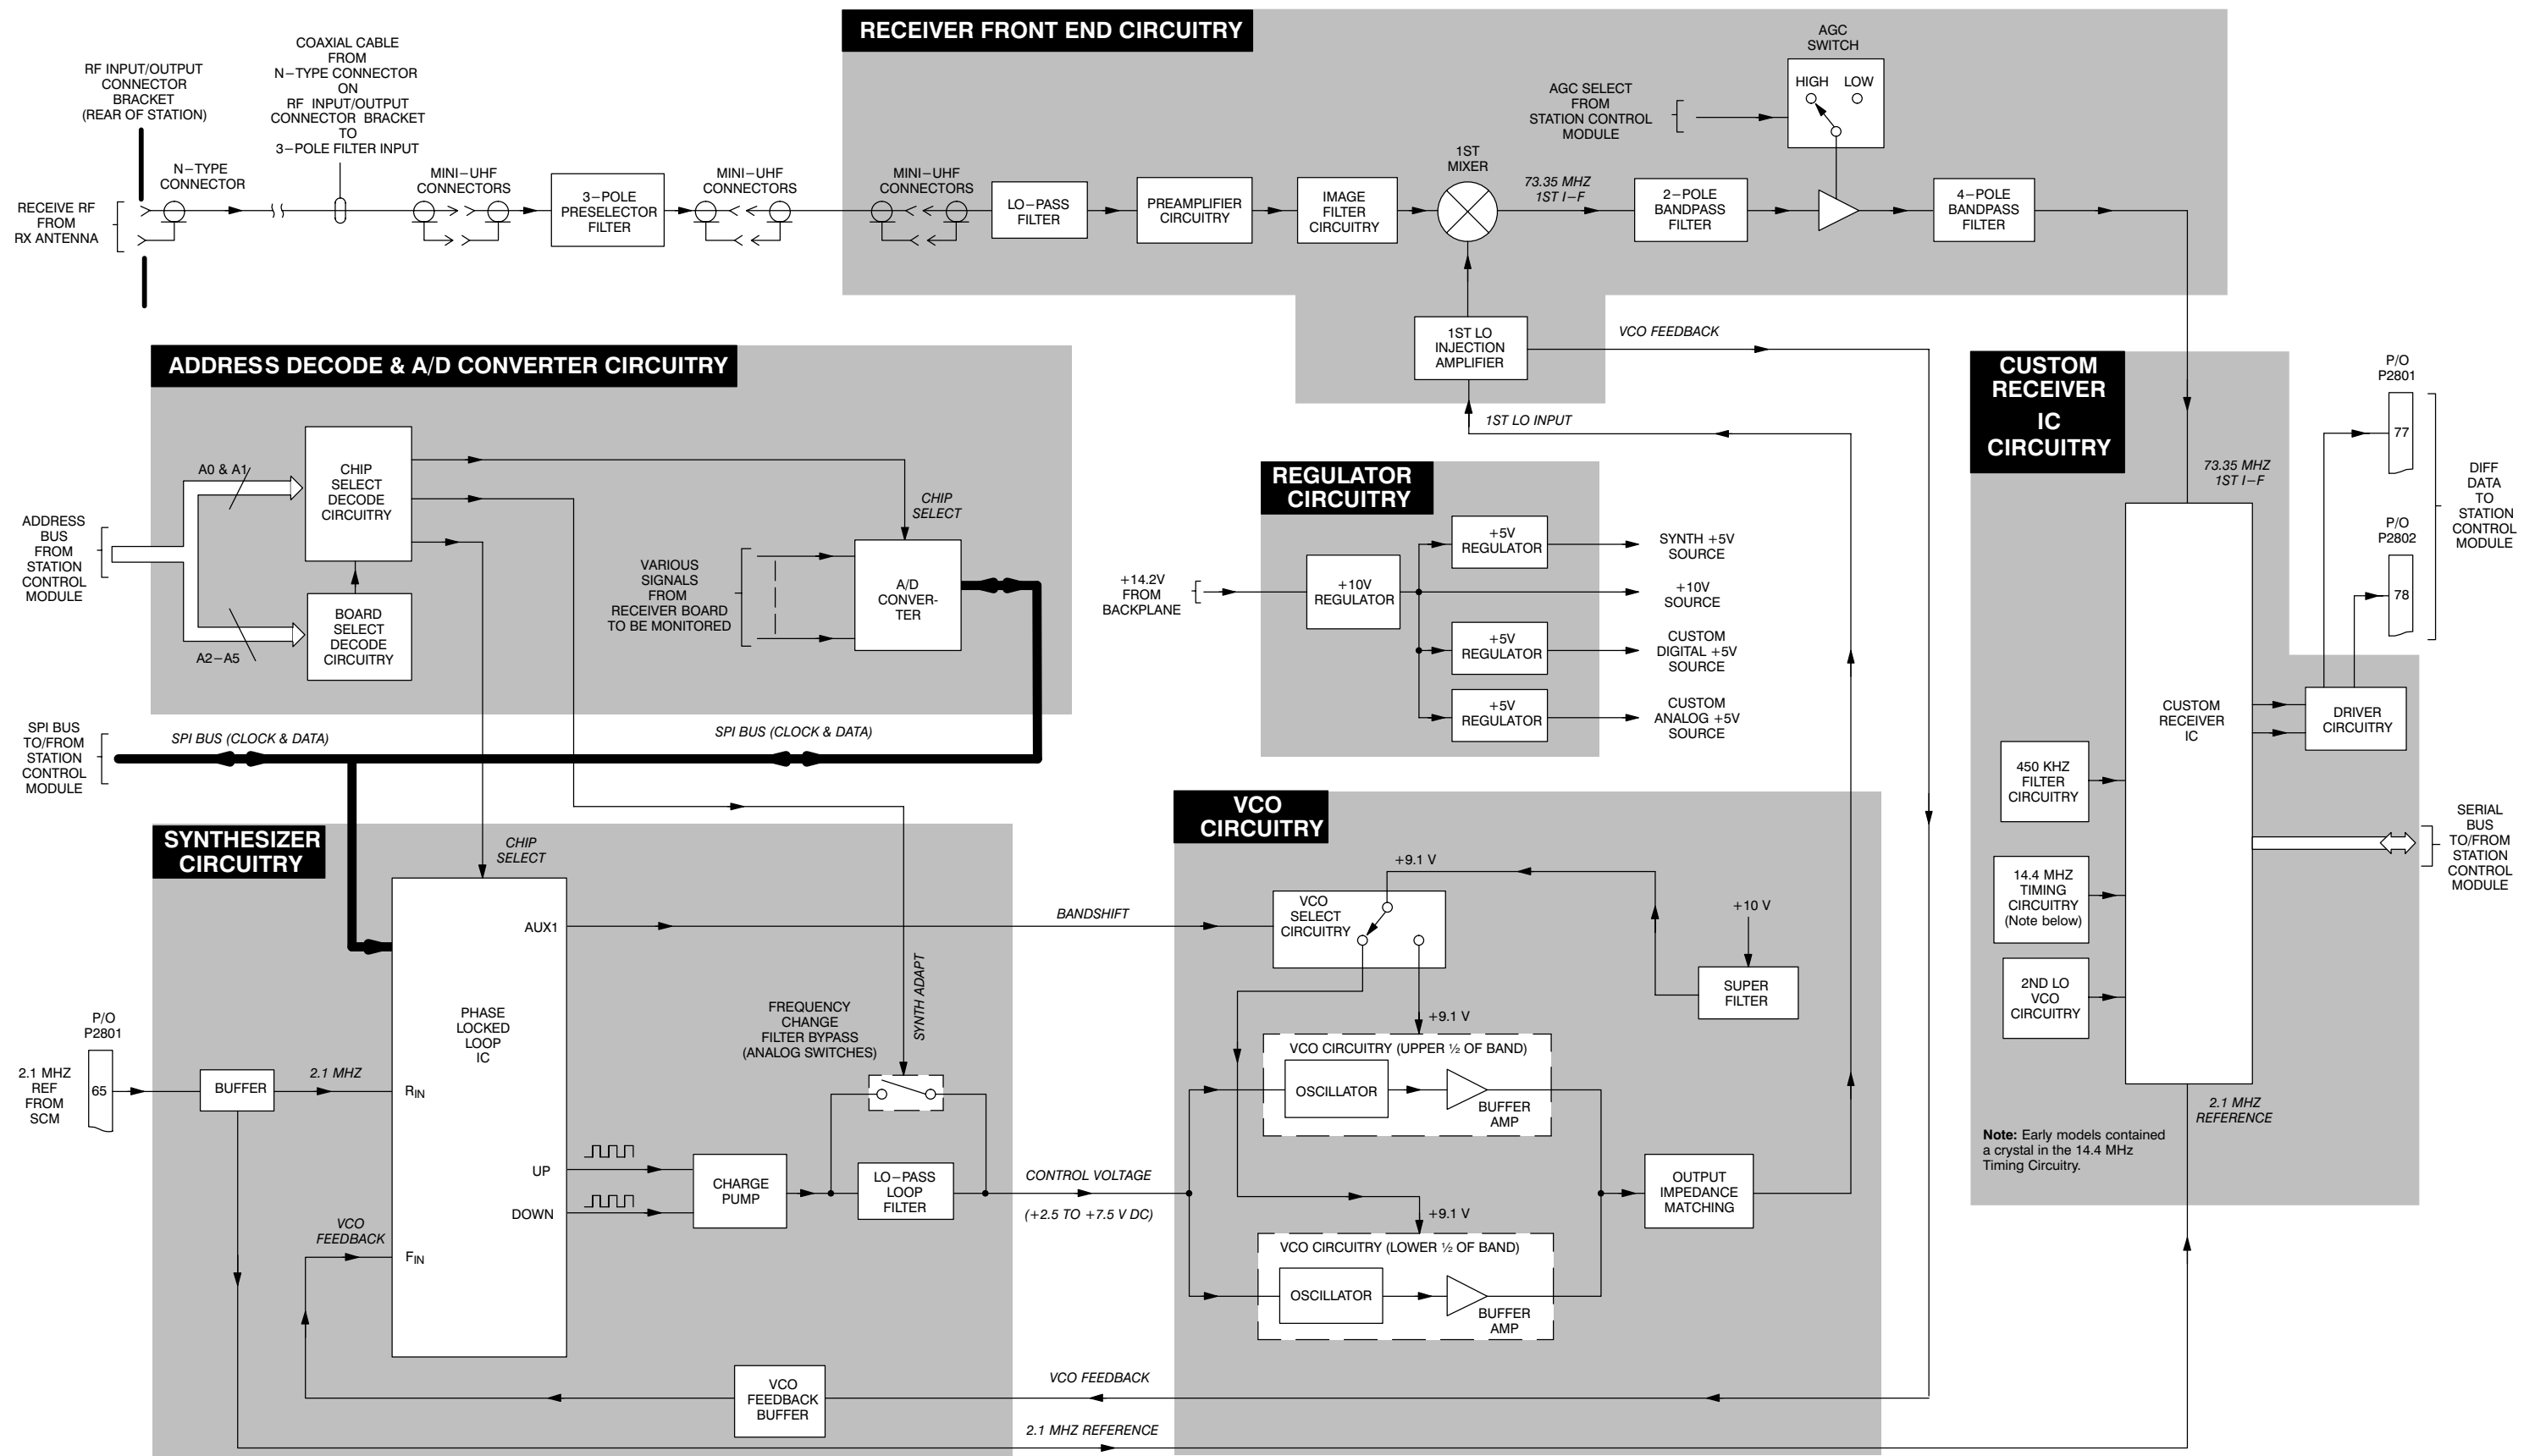 RECEIVER FRONT END CIRCUITRY
RF INPUT/OUTPUT
CONNECTOR
BRACKET
(REAR OF STATION)
COAXIAL CABLE
FROM
N–TYPE CONNECTOR
ON
RF INPUT/OUTPUT
CONNECTOR BRACKET
TO
3–POLE FILTER INPUT
N–TYPE
CONNECTOR
RECEIVE RF
FROM
RX ANTENNA
MINI–UHF
CONNECTORS
3–POLE
PRESELECTOR
FILTER
MINI–UHF
CONNECTORS
MINI–UHF
CONNECTORS
LO–PASS
FILTER
PREAMPLIFIER
CIRCUITRY
IMAGE
FILTER
CIRCUITRY
1ST
MIXER
73.35 MHZ
1ST I–F
2–POLE
BANDPASS
FILTER
AGC SELECT
FROM
STATION CONTROL
MODULE
AGC
SWITCH
HIGH LOW
4–POLE
BANDPASS
FILTER
1ST LO
INJECTION
AMPLIFIER
VCO FEEDBACK
1ST LO INPUT
ADDRESS DECODE & A/D CONVERTER CIRCUITRY
ADDRESS
BUS
FROM
STATION
CONTROL
MODULE
A0 & A1
A2–A5
CHIP
SELECT
DECODE
CIRCUITRY
BOARD
SELECT
DECODE
CIRCUITRY
VARIOUS
SIGNALS
FROM
RECEIVER BOARD
TO BE MONITORED
CHIP
SELECT
A/D
CONVER-
TER
SPI BUS
TO/FROM
STATION
CONTROL
MODULE
SPI BUS (CLOCK & DATA)
SPI BUS (CLOCK & DATA)
REGULATOR
CIRCUITRY
+14.2V
FROM
BACKPLANE
+10V
REGULATOR
+5V
REGULATOR
SYNTH +5V
SOURCE
+10V
SOURCE
+5V
REGULATOR
CUSTOM
DIGITAL +5V
SOURCE
+5V
REGULATOR
CUSTOM
ANALOG +5V
SOURCE
CUSTOM
RECEIVER
IC
CIRCUITRY
73.35 MHZ
1ST I–F
P/O
P2801
77
P/O
P2802
78
DIFF
DATA
TO
STATION
CONTROL
MODULE
CUSTOM
RECEIVER
IC
DRIVER
CIRCUITRY
450 KHZ
FILTER
CIRCUITRY
14.4 MHZ
TIMING
CIRCUITRY
(Note below)
2ND LO
VCO
CIRCUITRY
SERIAL
BUS
TO/FROM
STATION
CONTROL
MODULE
2.1 MHZ
REFERENCE
Note: Early models contained
a crystal in the 14.4 MHz
Timing Circuitry.
SYNTHESIZER
CIRCUITRY
CHIP
SELECT
P/O
P2801
2.1 MHZ
REF
FROM
SCM
65
BUFFER
2.1 MHZ
PHASE
LOCKED
LOOP
IC
AUX1
RIN
UP
DOWN
FIN
VCO
FEEDBACK
FREQUENCY
CHANGE
FILTER BYPASS
(ANALOG SWITCHES)
SYNTH ADAPT
CHARGE
PUMP
LO–PASS
LOOP
FILTER
VCO
FEEDBACK
BUFFER
BANDSHIFT
CONTROL VOLTAGE
(+2.5 TO +7.5 V DC)
VCO FEEDBACK
2.1 MHZ REFERENCE
VCO
CIRCUITRY
+9.1 V
VCO
SELECT
CIRCUITRY
+10 V
SUPER
FILTER
+9.1 V
VCO CIRCUITRY (UPPER ½ OF BAND)
OSCILLATOR
BUFFER
AMP
+9.1 V
VCO CIRCUITRY (LOWER ½ OF BAND)
OSCILLATOR
BUFFER
AMP
OUTPUT
IMPEDANCE
MATCHING